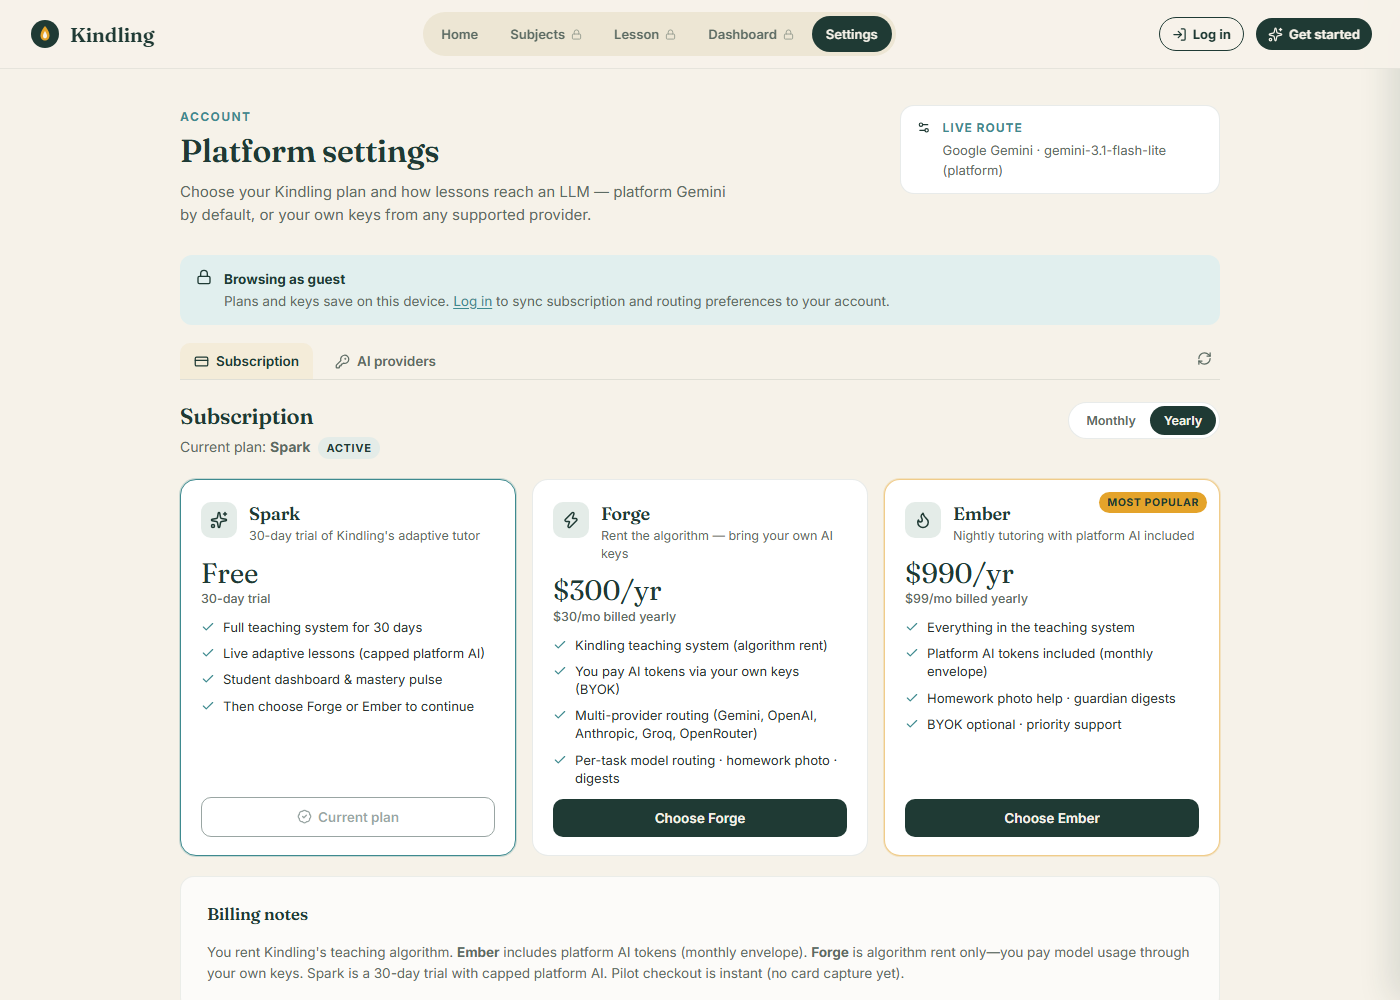 Kindling
Home
Subjects
Lesson
Dashboard
Settings
Log in
Get started
ACCOUNT
Platform settings
Choose your Kindling plan and how lessons reach an LLM — platform Gemini
by default, or your own keys from any supported provider.
LIVE ROUTE
Google Gemini · gemini-3.1-flash-lite
(platform)
Browsing as guest
Plans and keys save on this device. Log in to sync subscription and routing preferences to your account.
Subscription
AI providers
Subscription
Current plan: Spark ACTIVE
Monthly
Yearly
Spark
30-day trial of Kindling's adaptive tutor
Free
30-day trial
Full teaching system for 30 days
Live adaptive lessons (capped platform AI)
Student dashboard & mastery pulse
Then choose Forge or Ember to continue
Current plan
Forge
Rent the algorithm — bring your own AI
keys
$300/yr
$30/mo billed yearly
Kindling teaching system (algorithm rent)
You pay AI tokens via your own keys
(BYOK)
Multi-provider routing (Gemini, OpenAI,
Anthropic, Groq, OpenRouter)
Per-task model routing · homework photo ·
digests
Choose Forge
MOST POPULAR
Ember
Nightly tutoring with platform AI included
$990/yr
$99/mo billed yearly
Everything in the teaching system
Platform AI tokens included (monthly
envelope)
Homework photo help · guardian digests
BYOK optional · priority support
Choose Ember
Billing notes
You rent Kindling's teaching algorithm. Ember includes platform AI tokens (monthly envelope). Forge is algorithm rent only—you pay model usage through
your own keys. Spark is a 30-day trial with capped platform AI. Pilot checkout is instant (no card capture yet).